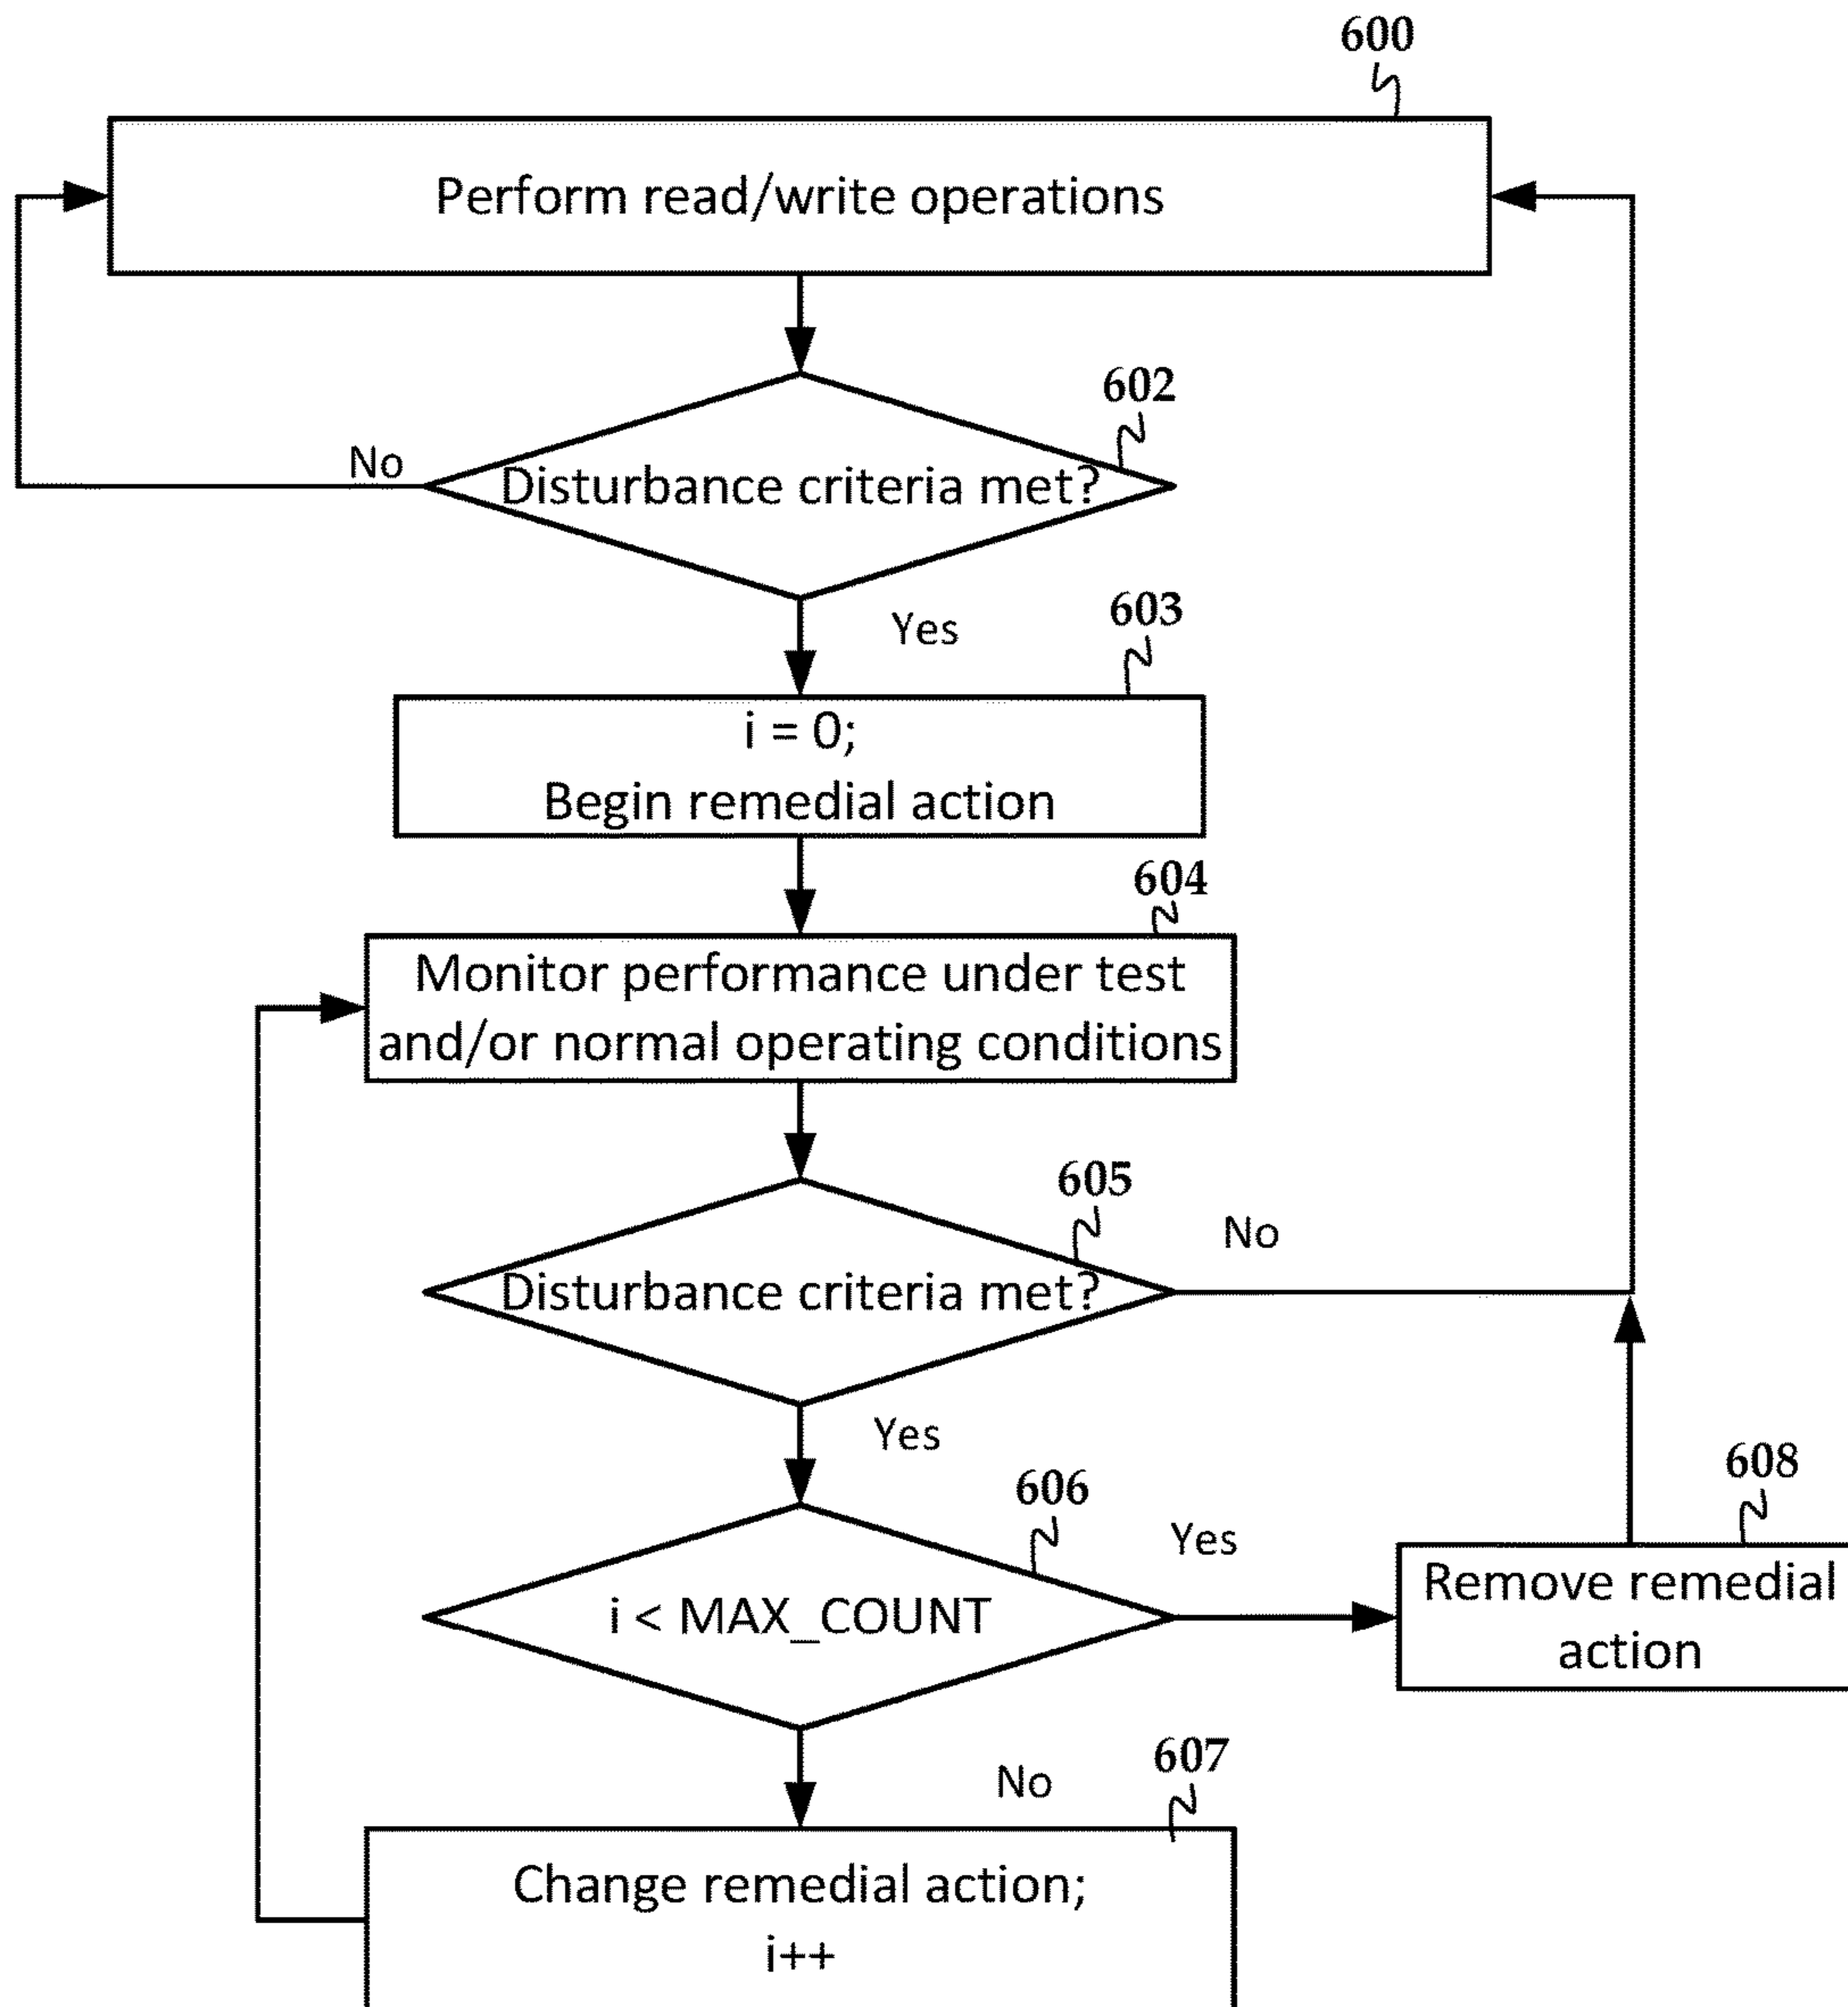 600
Perform read/write operations
602
No
Disturbance criteria met?
Yes
603
i = 0;
Begin remedial action
604
Monitor performance under test
and/or normal operating conditions
605
No
Disturbance criteria met?
Yes
606
Yes
608
i < MAX_COUNT
Remove remedial
action
No
607
Change remedial action;
i++